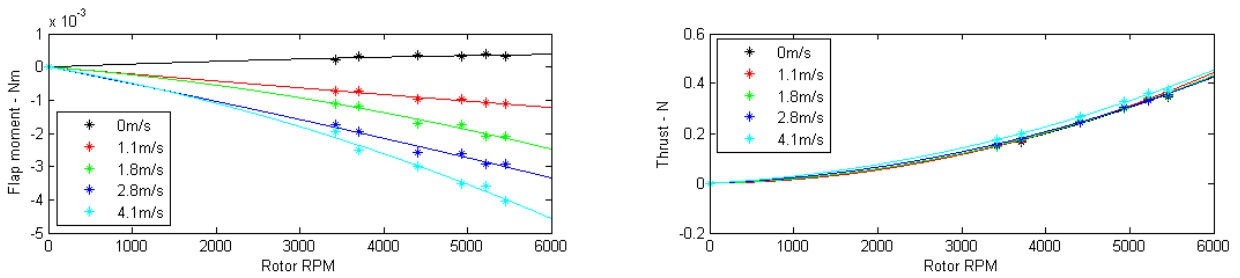 x 10⁻³
1
0
-1
-2
-3
-4
-5
Flap moment - Nm
0m/s
1.1m/s
1.8m/s
2.8m/s
4.1m/s
0 1000 2000 3000 4000 5000 6000
Rotor RPM
0.6
0.4
0.2
0
-0.2
Thrust - N
0m/s
1.1m/s
1.8m/s
2.8m/s
4.1m/s
0 1000 2000 3000 4000 5000 6000
Rotor RPM